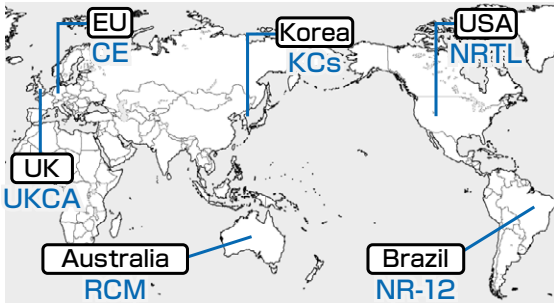 EU
CE
Korea
KCs
USA
NRTL
UK
UKCA
Australia
RCM
Brazil
NR-12